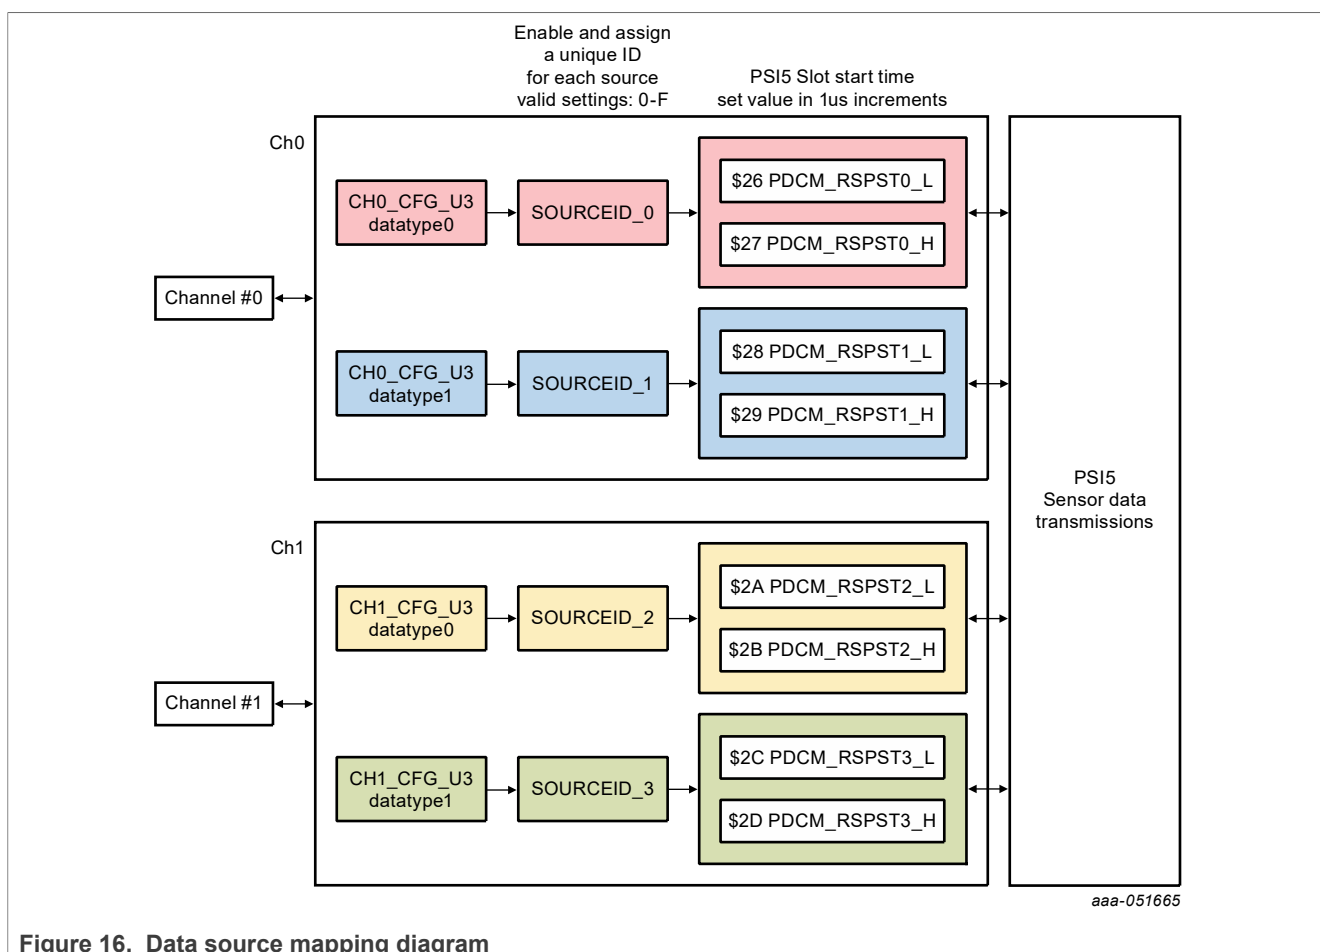 Enable and assign
a unique ID
for each source
valid settings: 0-F
PSI5 Slot start time
set value in 1us increments
Ch0
CH0_CFG_U3
datatype0
SOURCEID_0
$26 PDCM_RSPST0_L
$27 PDCM_RSPST0_H
Channel #0
CH0_CFG_U3
datatype1
SOURCEID_1
$28 PDCM_RSPST1_L
$29 PDCM_RSPST1_H
PSI5
Sensor data
transmissions
Ch1
CH1_CFG_U3
datatype0
SOURCEID_2
$2A PDCM_RSPST2_L
$2B PDCM_RSPST2_H
Channel #1
CH1_CFG_U3
datatype1
SOURCEID_3
$2C PDCM_RSPST3_L
$2D PDCM_RSPST3_H
aaa-051665
Figure 16. Data source mapping diagram